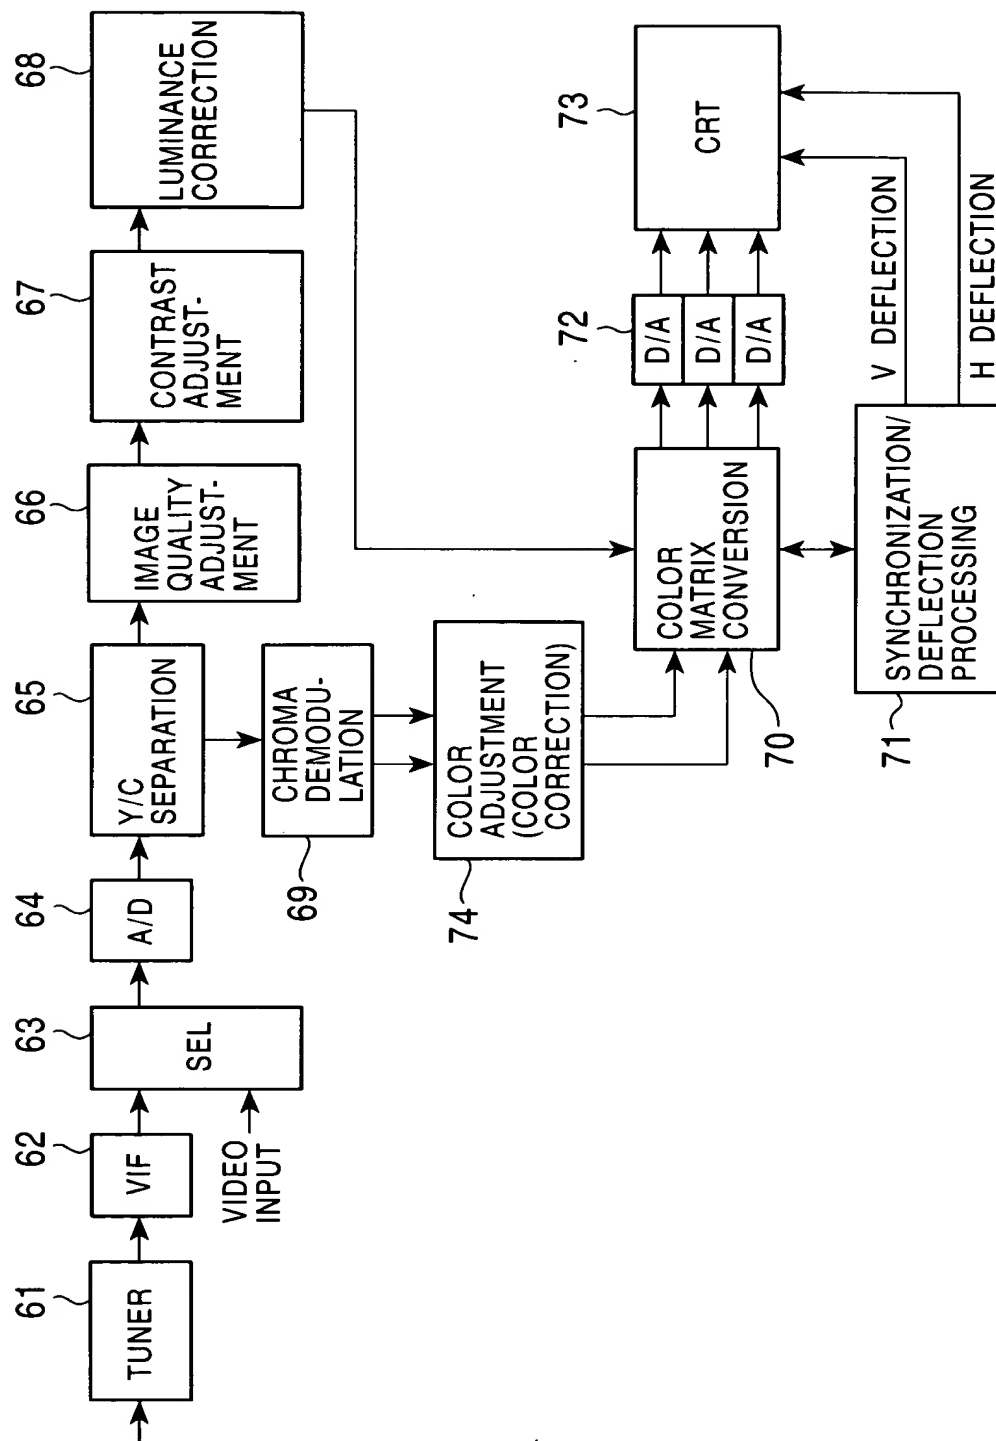 61
TUNER
62
VIF
VIDEO
INPUT
63
SEL
64
A/D
65
Y/C
SEPARATION
66
IMAGE
QUALITY
ADJUST-
MENT
67
CONTRAST
ADJUST-
MENT
68
LUMINANCE
CORRECTION
69
CHROMA
DEMODU-
LATION
74
COLOR
ADJUSTMENT
(COLOR
CORRECTION)
70
COLOR
MATRIX
CONVERSION
72
D/A
D/A
D/A
73
CRT
71
SYNCHRONIZATION/
DEFLECTION
PROCESSING
V DEFLECTION
H DEFLECTION